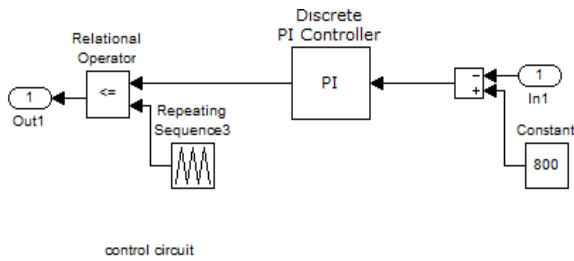 Discrete
PI Controller
Relational
Operator
PI
−
+
1
In1
<=
1
Out1
Repeating
Sequence3
Constant
800
control circuit